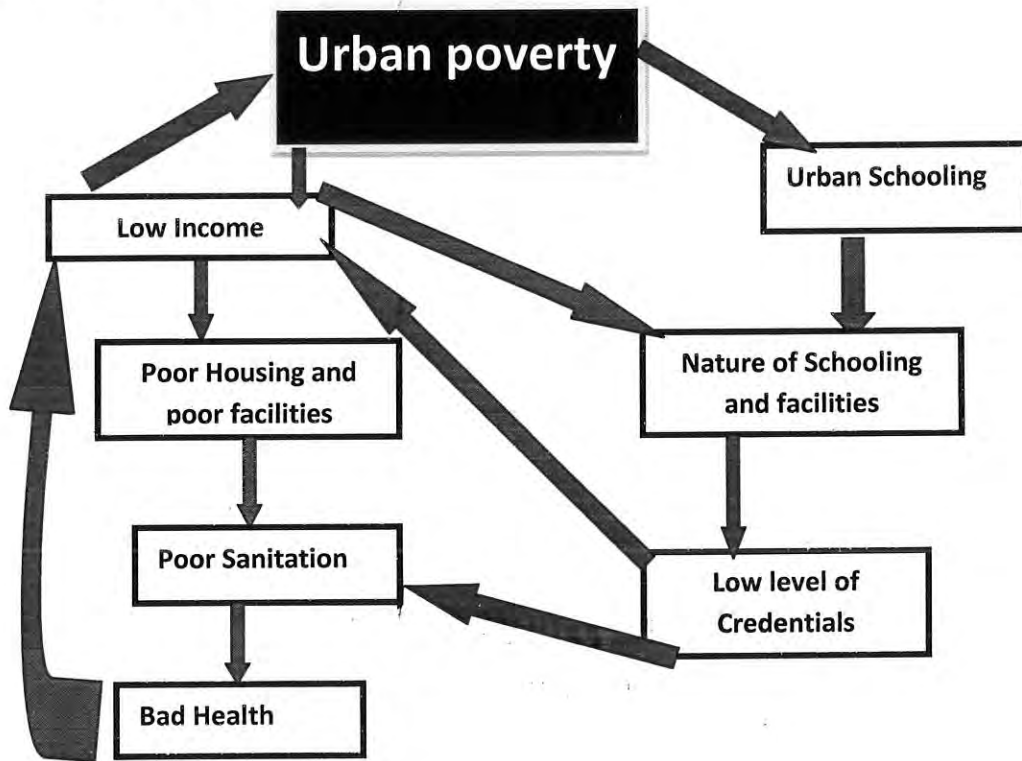 Urban poverty
Urban Schooling
Low Income
Poor Housing and
poor facilities
Nature of Schooling
and facilities
Poor Sanitation
Low level of
Credentials
Bad Health